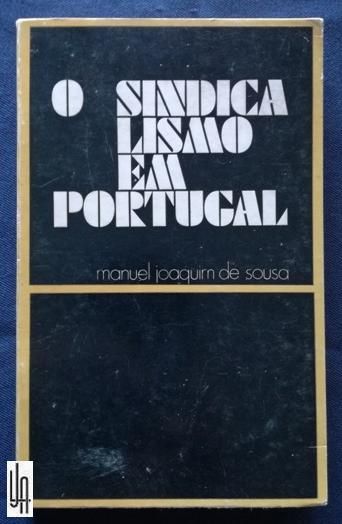 O SINDICA
LISMO
EM
PORTUGAL
manuel joaquim de sousa